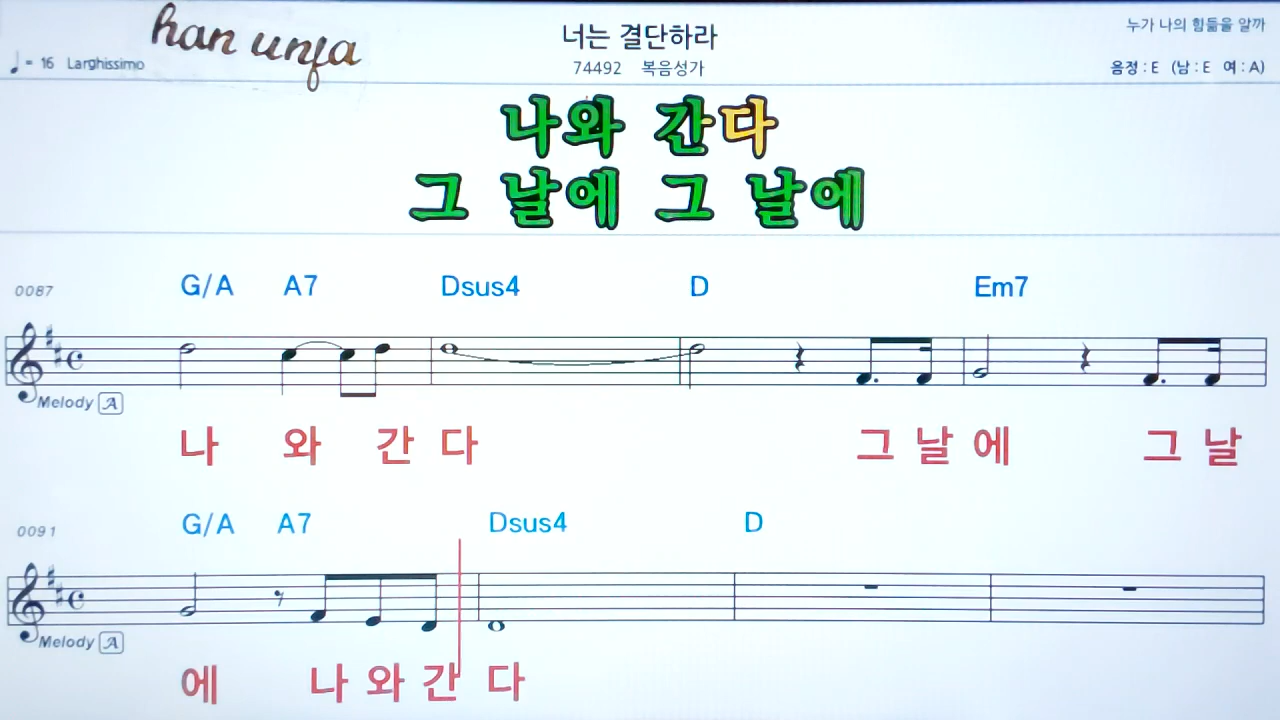 han unfa
너는 결단하라
누가 나의 힘듦을 알까
♩= 16 Larghissimo
74492 복음성가
음정 : E (남 : E 여 : A)
나와 간다
그 날에 그 날에
0087 G/A A7 Dsus4 D Em7
Melody A
나 와 간 다 그 날 에 그 날
0091 G/A A7 Dsus4 D
Melody A
에 나 와 간 다